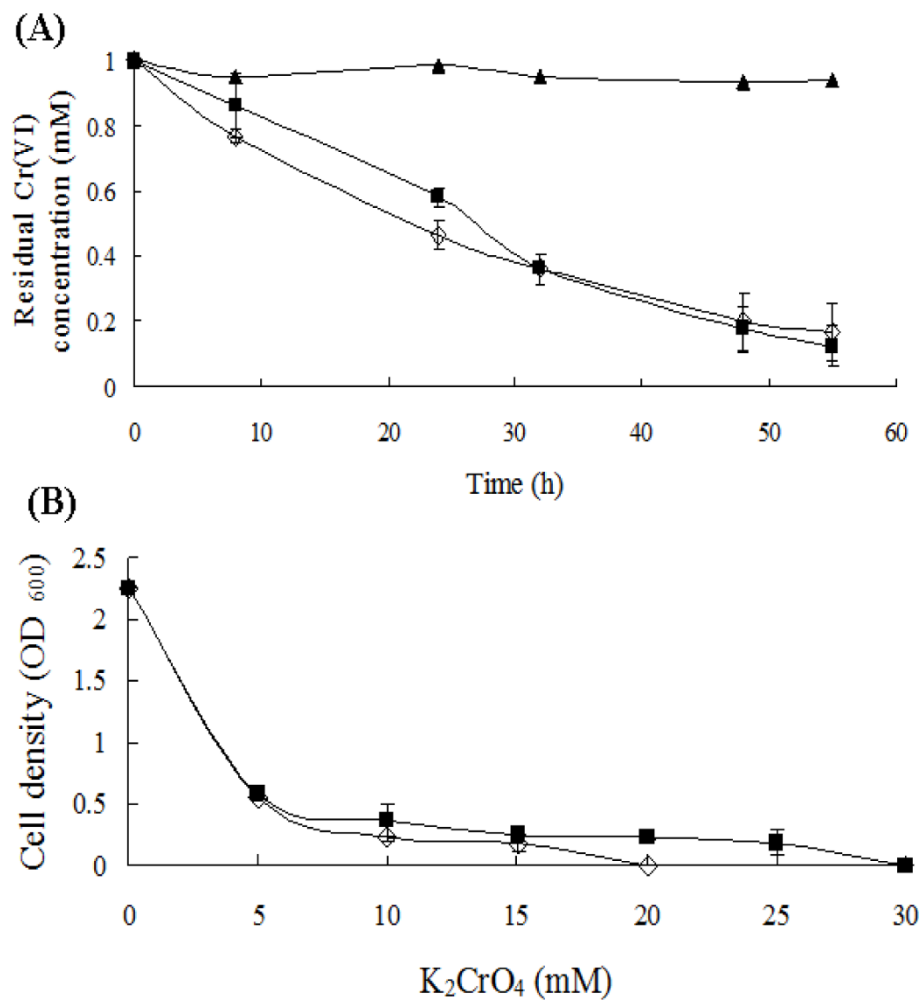 (A)
Residual Cr(VI)
concentration (mM)
1
0.8
0.6
0.4
0.2
0
0 10 20 30 40 50 60
Time (h)
(B)
Cell density (OD 600)
2.5
2
1.5
1
0.5
0
0 5 10 15 20 25 30
K₂CrO₄ (mM)